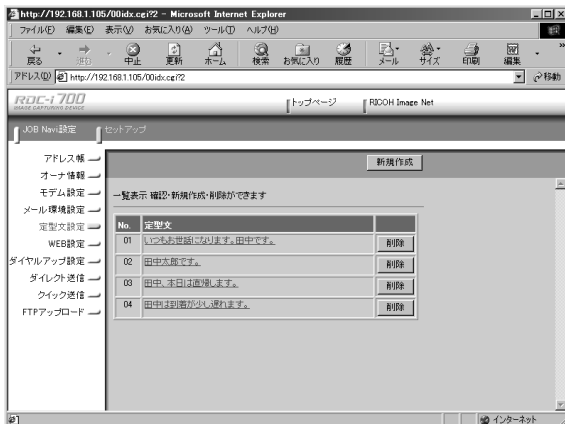 http://192.168.1.105/00idx.cgi?2 - Microsoft Internet Explorer
ファイル(F) 編集(E) 表示(V) お気に入り(A) ツール(T) ヘルプ(H)
戻る 進む 中止 更新 ホーム 検索 お気に入り 履歴 メール サイズ 印刷 編集
アドレス(D) http://192.168.1.105/00idx.cgi?2 移動
RDC-i700
IMAGE CAPTURING DEVICE
トップページ RICOH Image Net
JOB Navi設定 セットアップ
アドレス帳
オーナ情報
モデム設定
メール環境設定
定型文設定
WEB設定
ダイヤルアップ設定
ダイレクト送信
クイック送信
FTPアップロード
新規作成
一覧表示 確認・新規作成・削除ができます
No. 定型文
01 いつもお世話になります。田中です。 削除
02 田中太郎です。 削除
03 田中、本日は直帰します。 削除
04 田中は到着が少し遅れます。 削除
インターネット